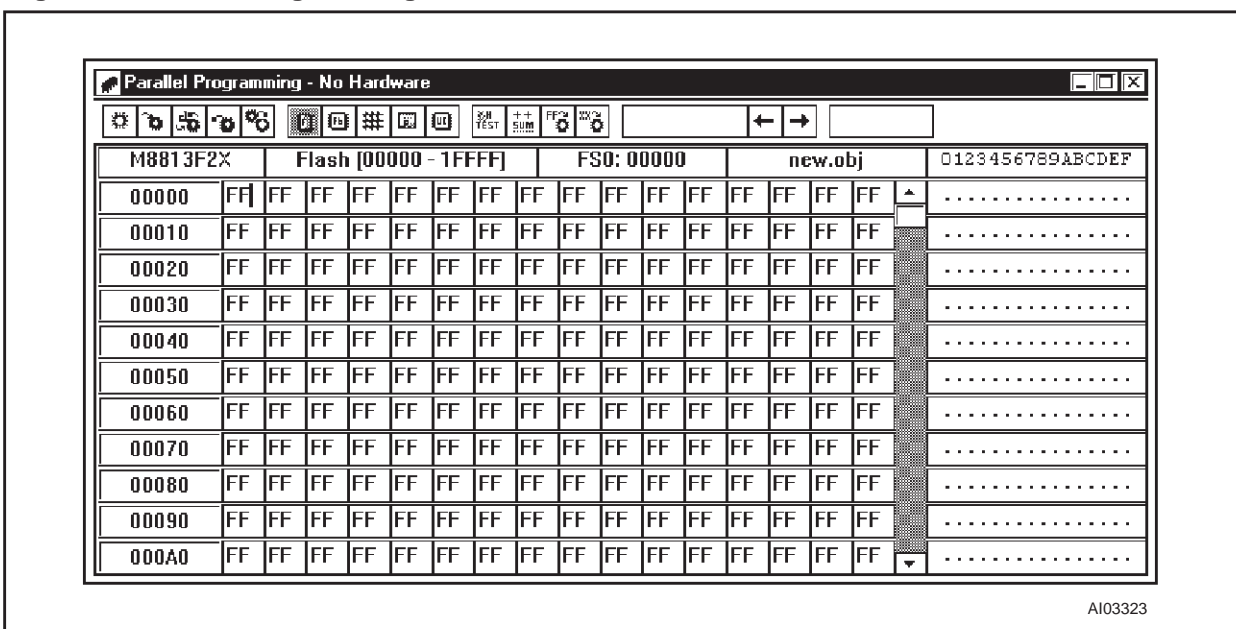 Parallel Programming - No Hardware
TEST SUM
M8813F2X Flash [00000 - 1FFFF] FS0: 00000 new.obj 0123456789ABCDEF
00000 FF FF FF FF FF FF FF FF FF FF FF FF FF FF FF FF ................
00010 FF FF FF FF FF FF FF FF FF FF FF FF FF FF FF FF ................
00020 FF FF FF FF FF FF FF FF FF FF FF FF FF FF FF FF ................
00030 FF FF FF FF FF FF FF FF FF FF FF FF FF FF FF FF ................
00040 FF FF FF FF FF FF FF FF FF FF FF FF FF FF FF FF ................
00050 FF FF FF FF FF FF FF FF FF FF FF FF FF FF FF FF ................
00060 FF FF FF FF FF FF FF FF FF FF FF FF FF FF FF FF ................
00070 FF FF FF FF FF FF FF FF FF FF FF FF FF FF FF FF ................
00080 FF FF FF FF FF FF FF FF FF FF FF FF FF FF FF FF ................
00090 FF FF FF FF FF FF FF FF FF FF FF FF FF FF FF FF ................
000A0 FF FF FF FF FF FF FF FF FF FF FF FF FF FF FF FF ................
AI03323